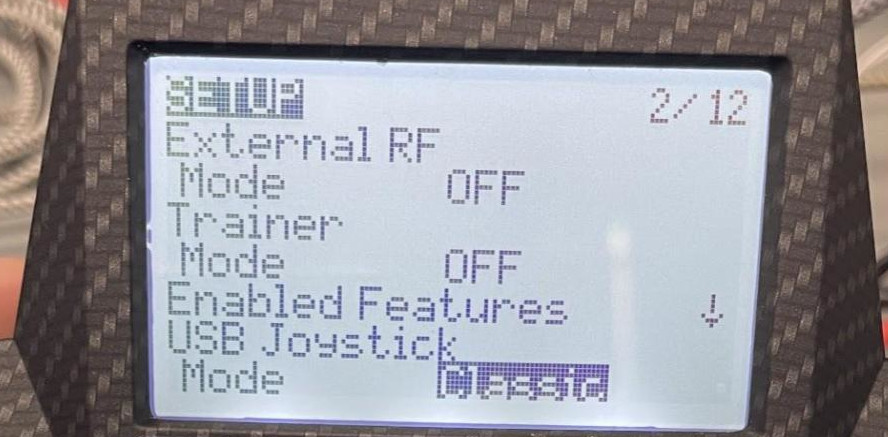 SETUP 2/12
External RF
Mode OFF
Trainer
Mode OFF
Enabled Features ↓
USB Joystick
Mode Classic